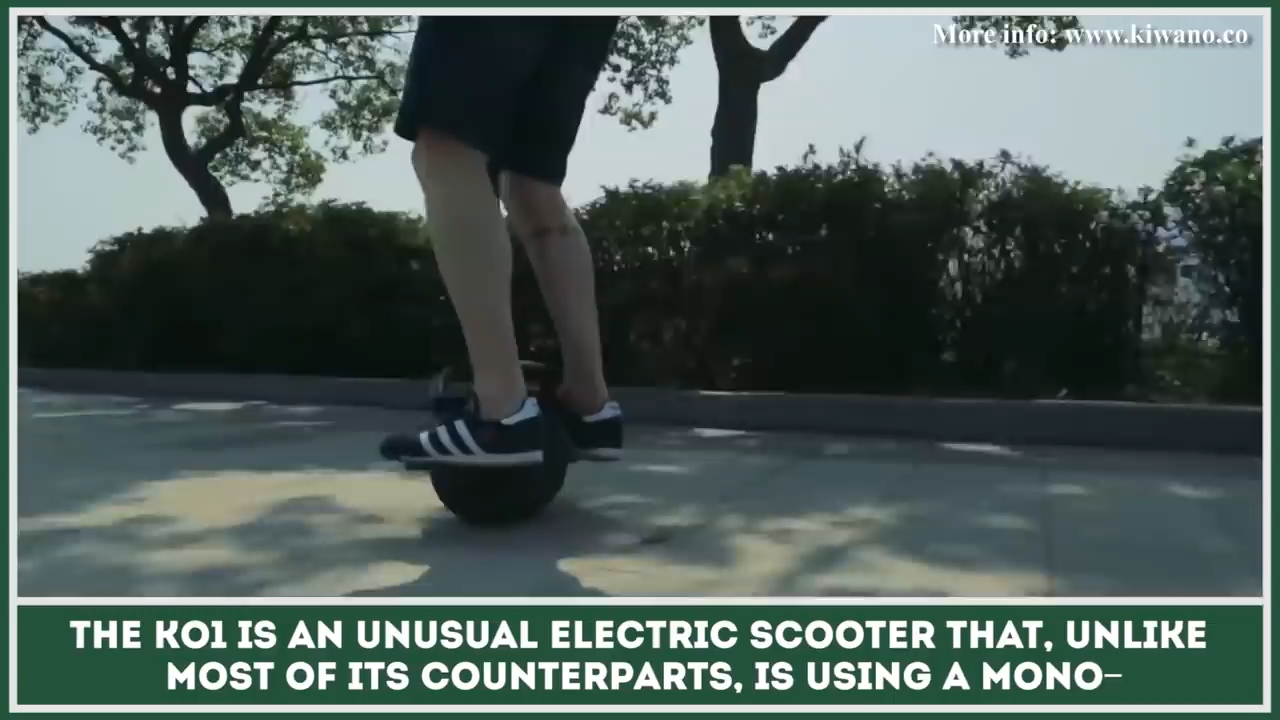 More info: www.kiwano.co
THE KO1 IS AN UNUSUAL ELECTRIC SCOOTER THAT, UNLIKE
MOST OF ITS COUNTERPARTS, IS USING A MONO–